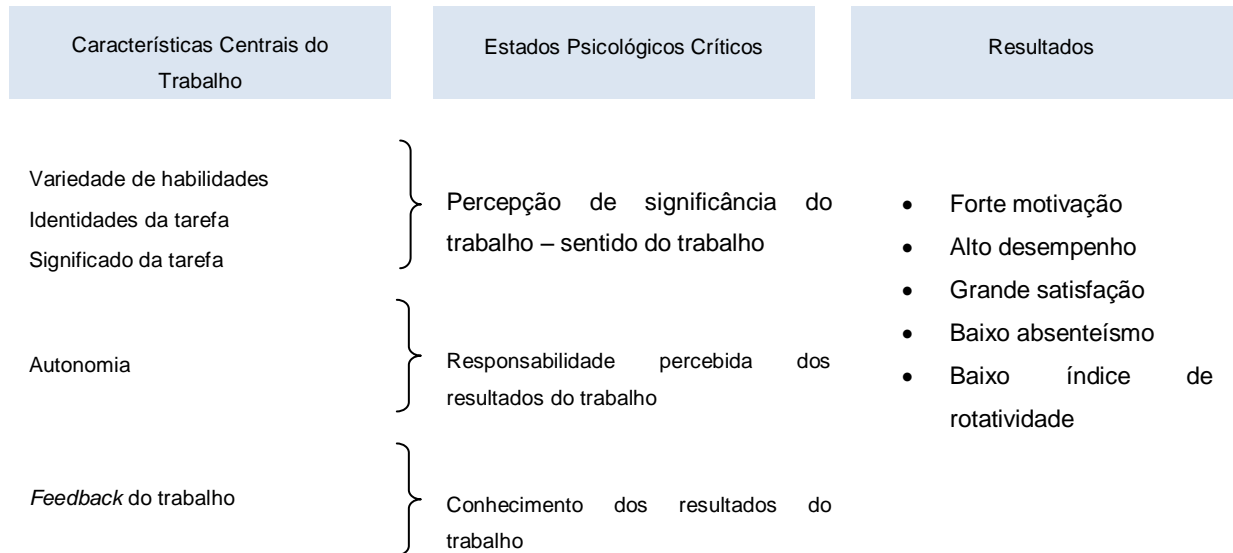 Características Centrais do
Trabalho
Estados Psicológicos Críticos
Resultados
Variedade de habilidades
Identidades da tarefa
Significado da tarefa
Percepção de significância do
trabalho – sentido do trabalho
• Forte motivação
• Alto desempenho
• Grande satisfação
• Baixo absenteísmo
• Baixo índice de
rotatividade
Autonomia
Responsabilidade percebida dos
resultados do trabalho
Feedback do trabalho
Conhecimento dos resultados do
trabalho